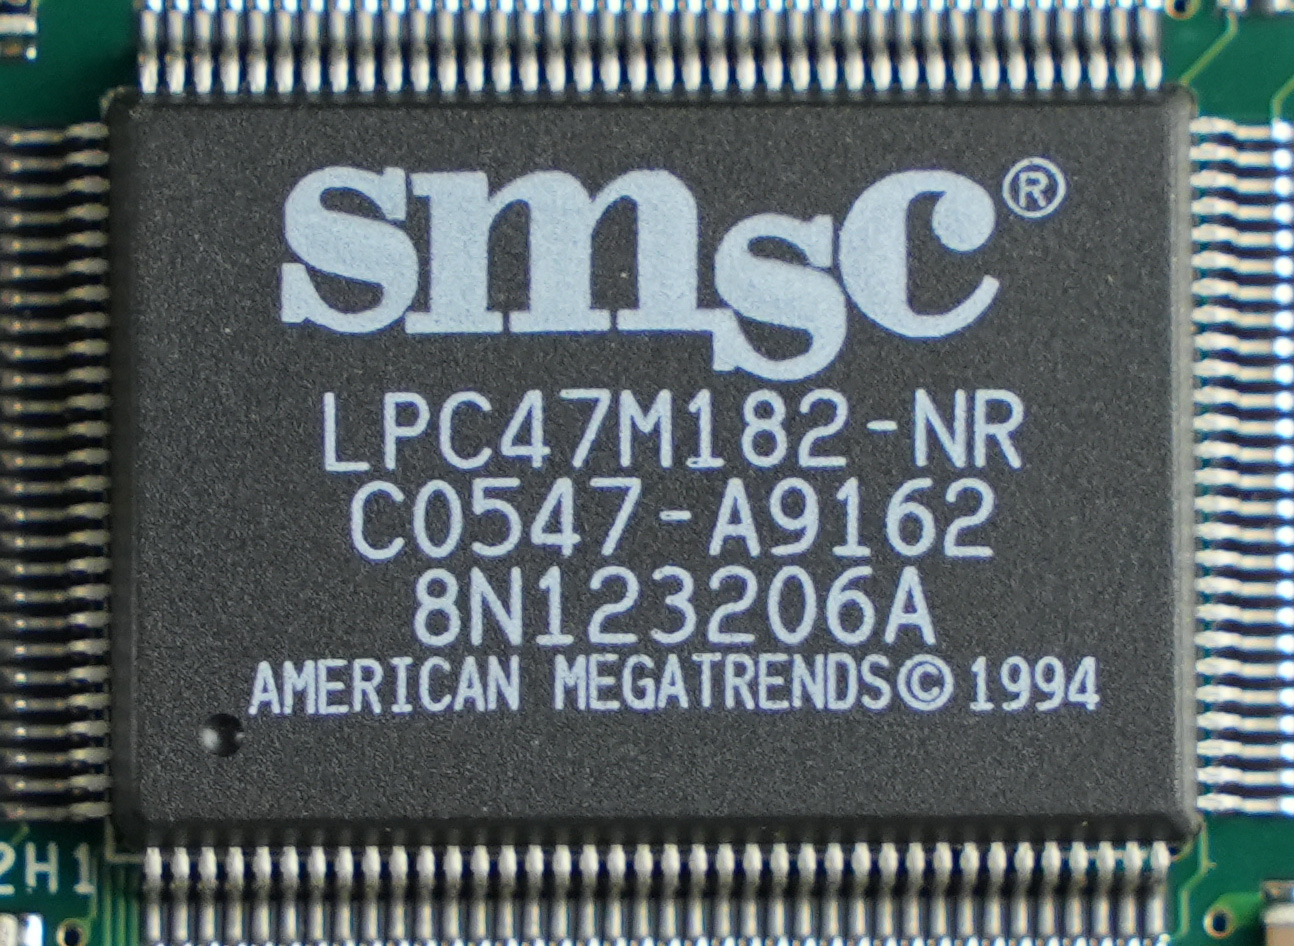 smsc®
LPC47M182-NR
C0547-A9162
8N123206A
AMERICAN MEGATRENDS©1994
2H1